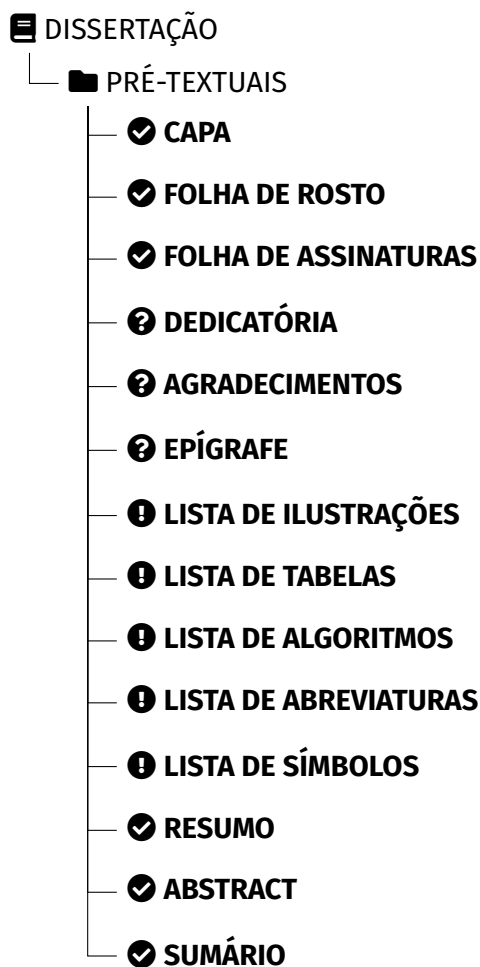 DISSERTAÇÃO
PRÉ-TEXTUAIS
CAPA
FOLHA DE ROSTO
FOLHA DE ASSINATURAS
DEDICATÓRIA
AGRADECIMENTOS
EPÍGRAFE
LISTA DE ILUSTRAÇÕES
LISTA DE TABELAS
LISTA DE ALGORITMOS
LISTA DE ABREVIATURAS
LISTA DE SÍMBOLOS
RESUMO
ABSTRACT
SUMÁRIO